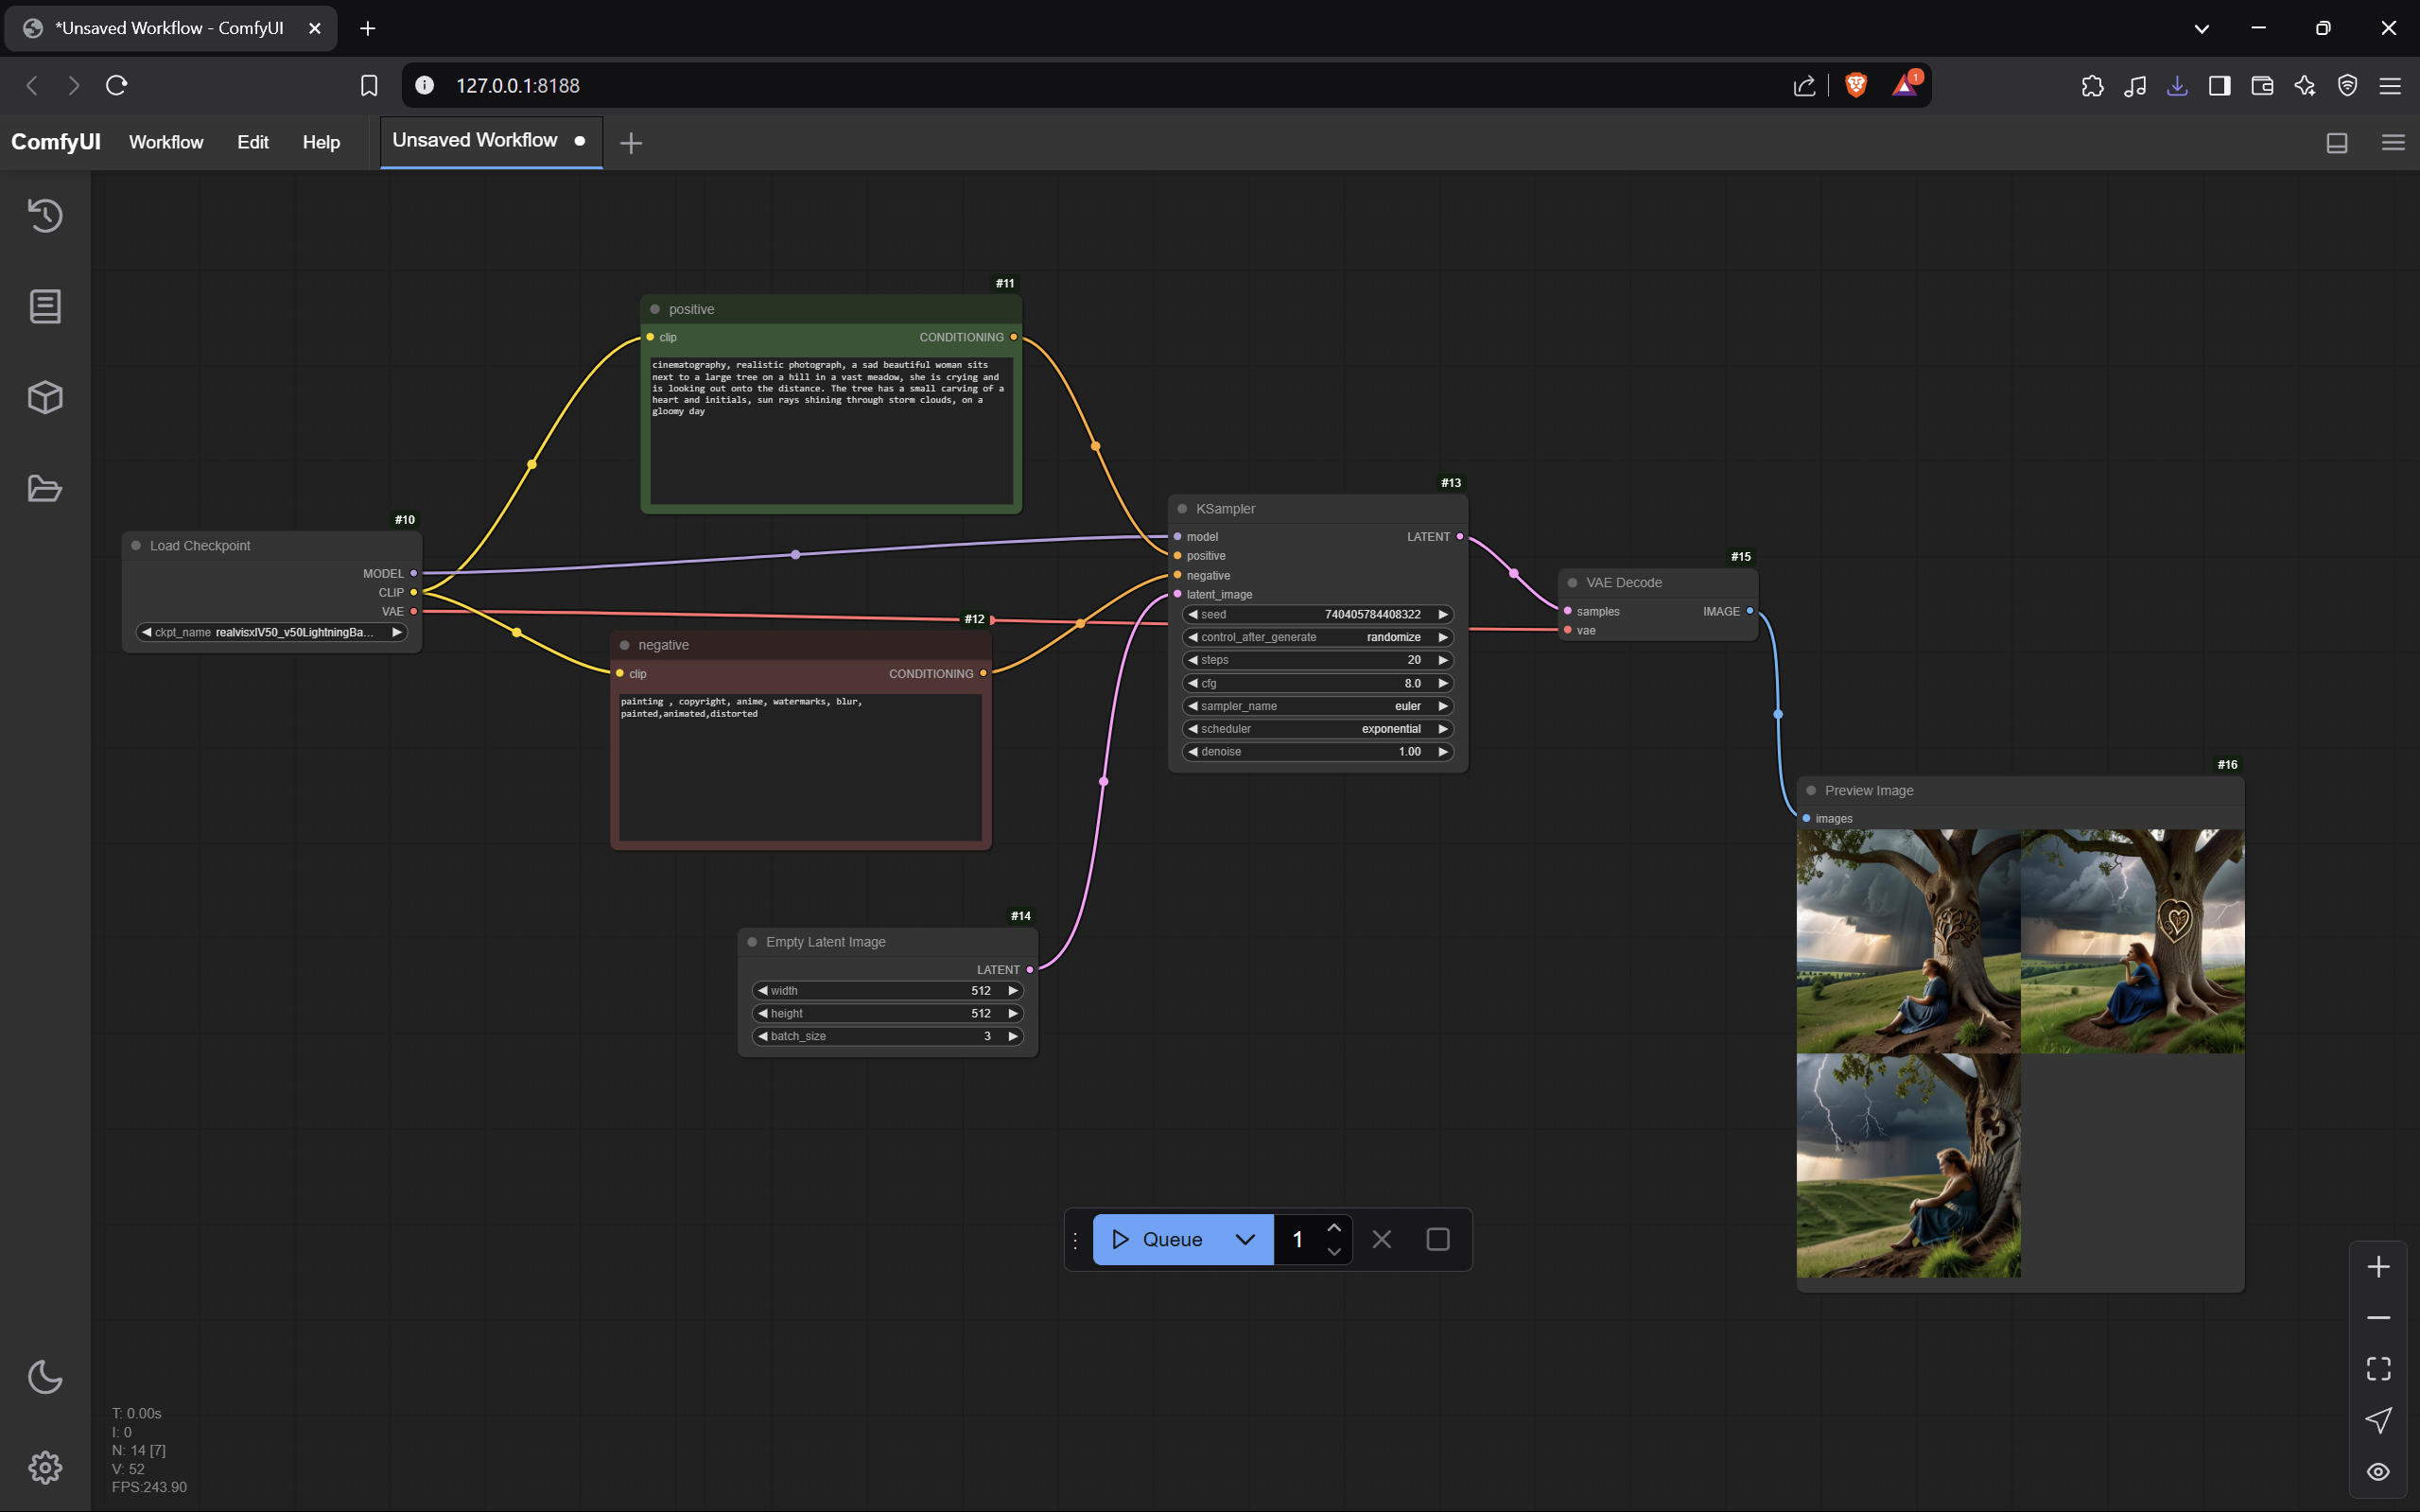 *Unsaved Workflow - ComfyUI
127.0.0.1:8188
1
ComfyUI
Workflow
Edit
Help
Unsaved Workflow
#11
positive
clip
CONDITIONING
cinematography, realistic photograph, a sad beautiful woman sits
next to a large tree on a hill in a vast meadow, she is crying and
is looking out onto the distance. The tree has a small carving of a
heart and initials, sun rays shining through storm clouds, on a
gloomy day
#10
Load Checkpoint
MODEL
CLIP
VAE
ckpt_name realvisxlV50_v50LightningBa...
#12
negative
clip
CONDITIONING
painting , copyright, anime, watermarks, blur,
painted,animated,distorted
#13
KSampler
model
LATENT
positive
negative
latent_image
seed 740405784408322
control_after_generate randomize
steps 20
cfg 8.0
sampler_name euler
scheduler exponential
denoise 1.00
#15
VAE Decode
samples
IMAGE
vae
#14
Empty Latent Image
LATENT
width 512
height 512
batch_size 3
#16
Preview Image
images
Queue
1
T: 0.00s
I: 0
N: 14 [7]
V: 52
FPS:243.90